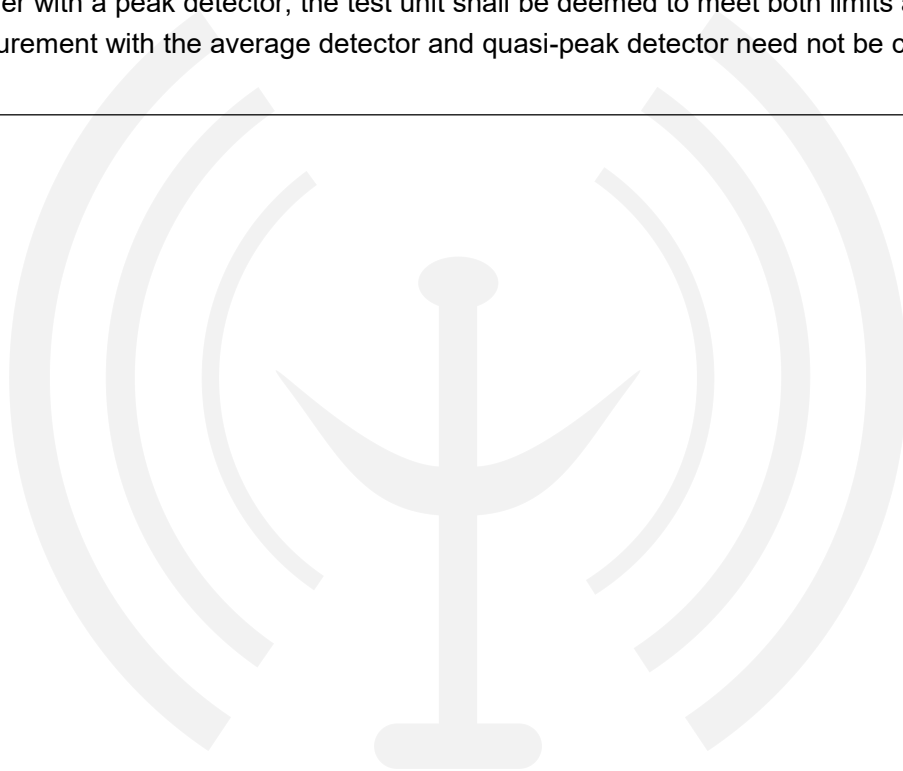 er with a peak detector, the test unit shall be deemed to meet both limits
urement with the average detector and quasi-peak detector need not be